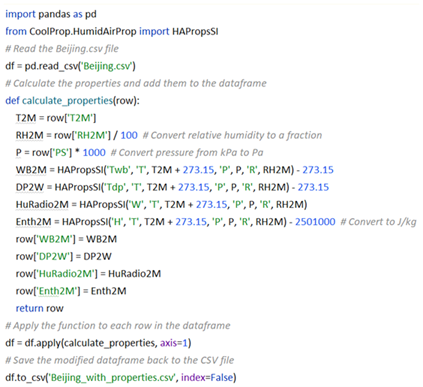 import pandas as pd
from CoolProp.HumidAirProp import HAPropsSI
# Read the Beijing.csv file
df = pd.read_csv('Beijing.csv')
# Calculate the properties and add them to the dataframe
def calculate_properties(row):
    T2M = row['T2M']
    RH2M = row['RH2M'] / 100  # Convert relative humidity to a fraction
    P = row['PS'] * 1000  # Convert pressure from kPa to Pa
    WB2M = HAPropsSI('Twb', 'T', T2M + 273.15, 'P', P, 'R', RH2M) - 273.15
    DP2W = HAPropsSI('Tdp', 'T', T2M + 273.15, 'P', P, 'R', RH2M) - 273.15
    HuRadio2M = HAPropsSI('W', 'T', T2M + 273.15, 'P', P, 'R', RH2M)
    Enth2M = HAPropsSI('H', 'T', T2M + 273.15, 'P', P, 'R', RH2M) - 2501000  # Convert to J/kg
    row['WB2M'] = WB2M
    row['DP2W'] = DP2W
    row['HuRadio2M'] = HuRadio2M
    row['Enth2M'] = Enth2M
    return row
# Apply the function to each row in the dataframe
df = df.apply(calculate_properties, axis=1)
# Save the modified dataframe back to the CSV file
df.to_csv('Beijing_with_properties.csv', index=False)